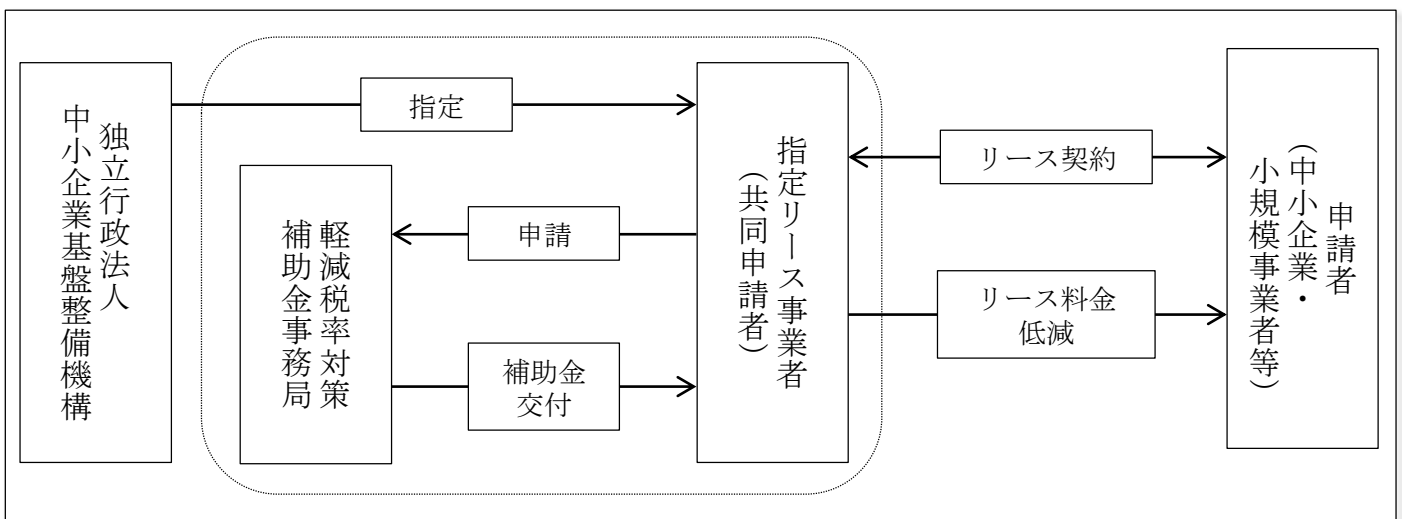 独立行政法人
中小企業基盤整備機構
指定
軽減税率対策
補助金事務局
申請
補助金
交付
指定リース事業者
（共同申請者）
リース契約
リース料金
低減
申請者
（中小企業・
小規模事業者等）